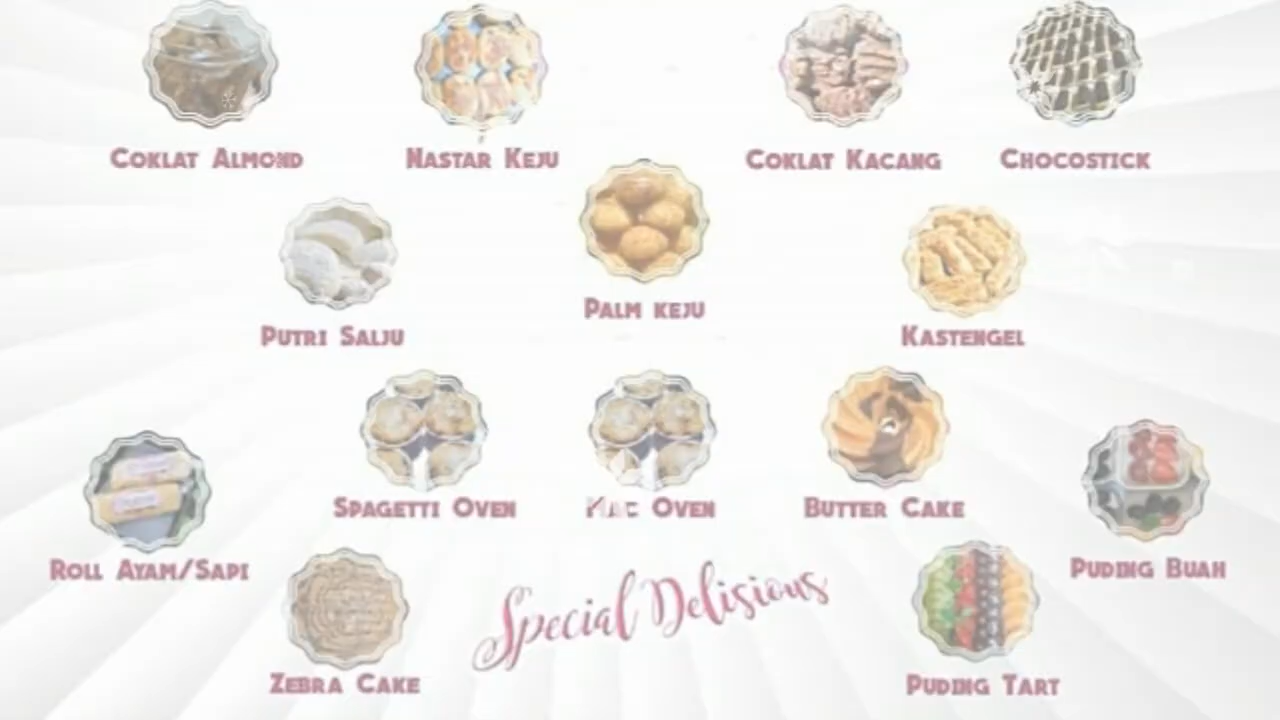 Coklat Almond
Nastar Keju
Coklat Kacang
Chocostick
Putri Salju
Palm keju
Kastengel
Spagetti Oven
Mac Oven
Butter Cake
Roll Ayam/Sapi
Puding Buah
Special Delisious
Zebra Cake
Puding Tart